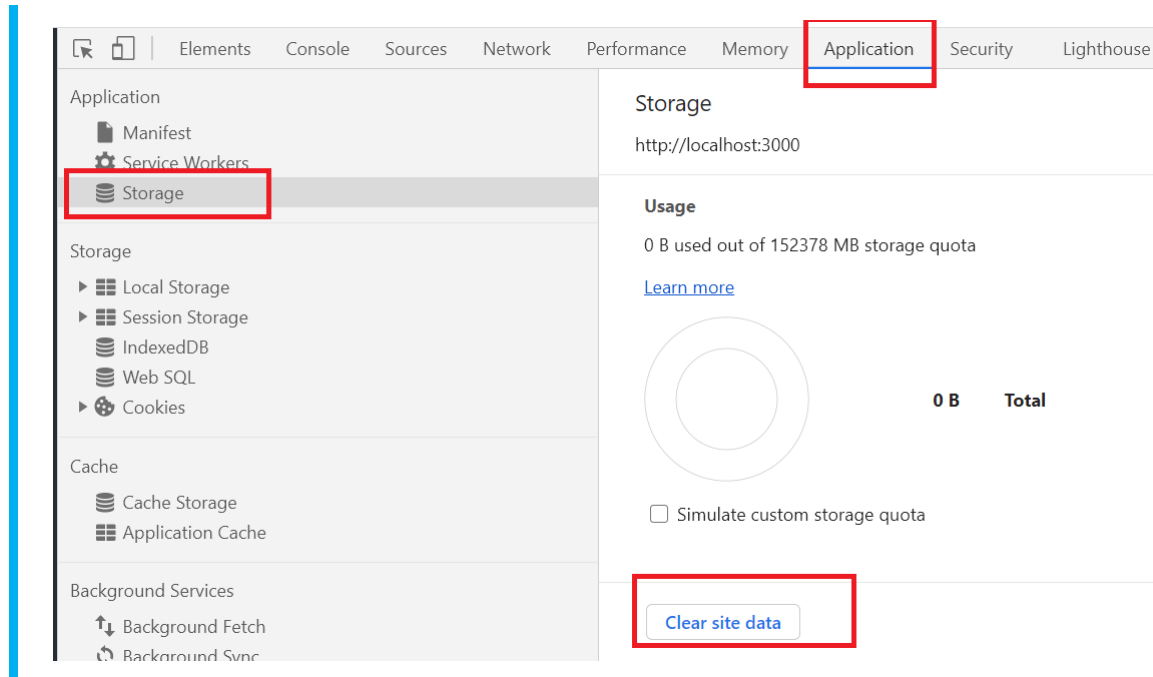 Elements Console Sources Network Performance Memory Application Security Lighthouse
Application
Manifest
Service Workers
Storage
Storage
Local Storage
Session Storage
IndexedDB
Web SQL
Cookies
Cache
Cache Storage
Application Cache
Background Services
Background Fetch
Background Sync
Storage
http://localhost:3000
Usage
0 B used out of 152378 MB storage quota
Learn more
0 B Total
Simulate custom storage quota
Clear site data